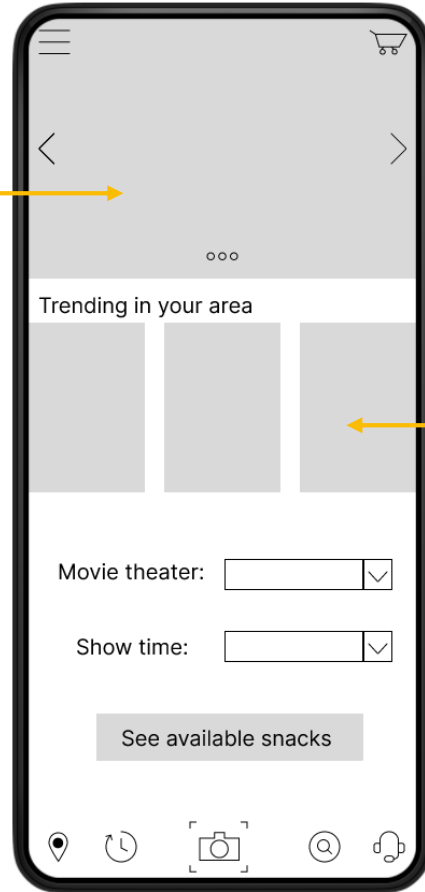 Trending in your area
Movie theater:
Show time:
See available snacks